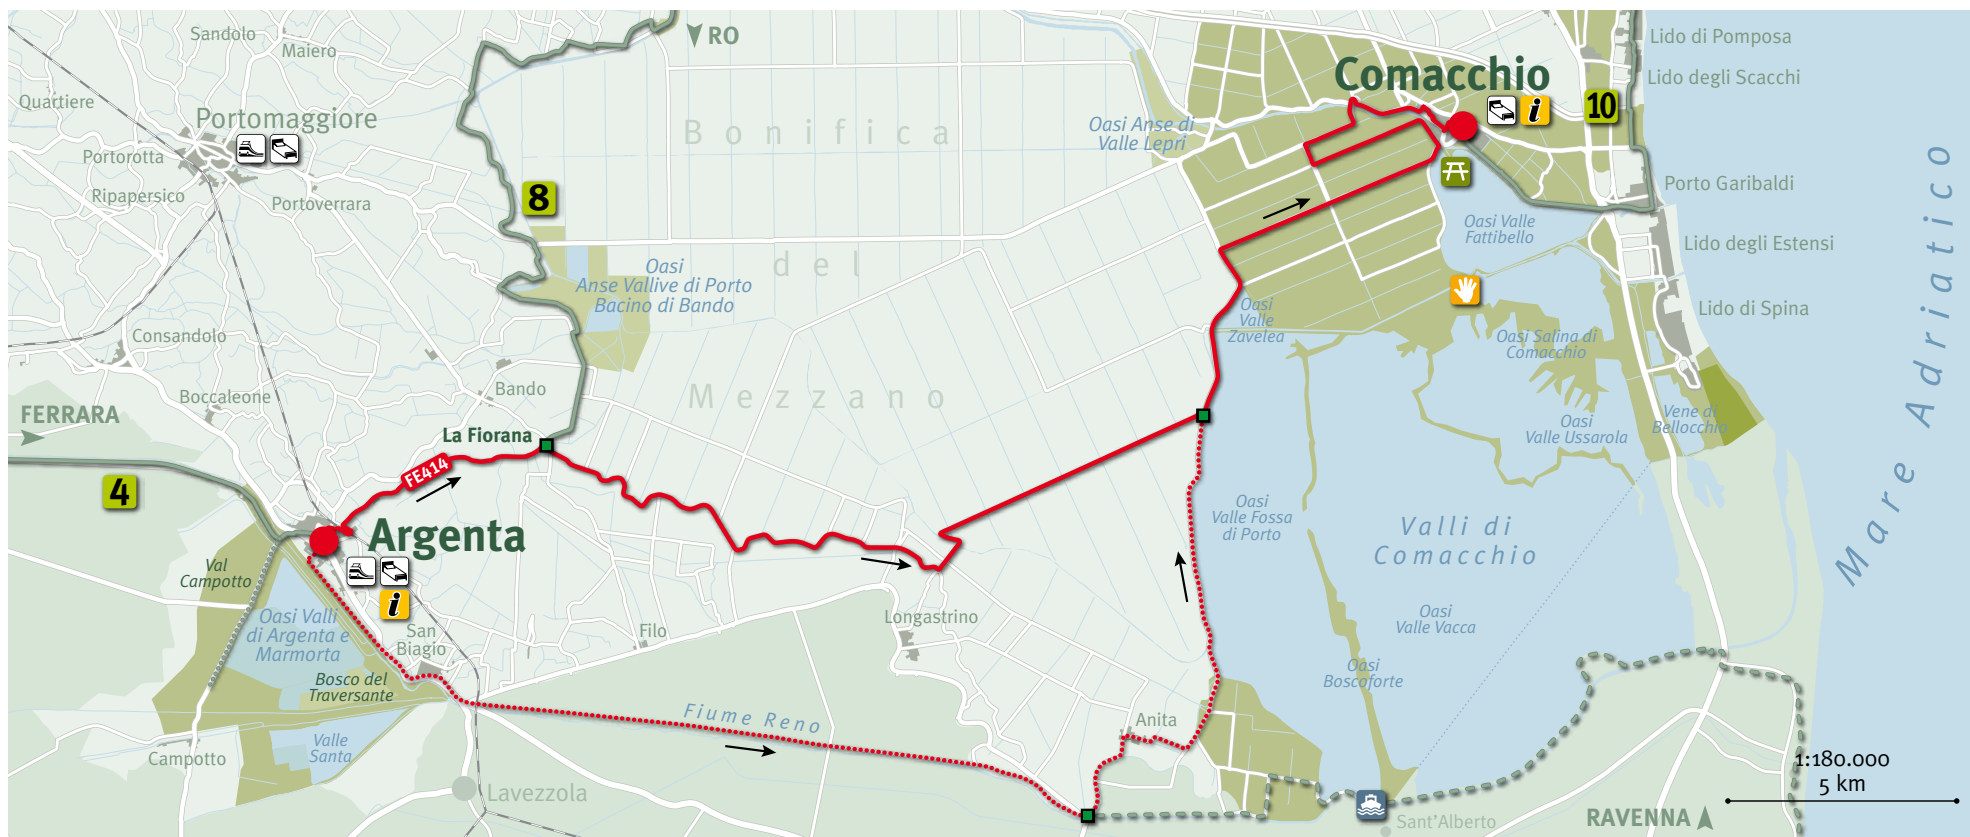 Sandolo
Maiero
Quartiere
Portomaggiore
Portorotta
Ripapersico
Portoverrara
Consandolo
Boccaleone
FERRARA
4
RO
8
Bonifica
del
Mezzano
Oasi
Anse Vallive di Porto
Bacino di Bando
Bando
La Fiorana
FE414
Argenta
i
Val
Campotto
Oasi Valli
di Argenta e
Marmorta
San
Biagio
Bosco del
Traversante
Campotto
Valle
Santa
Lavezzola
Filo
Longastrino
Fiume Reno
Anita
Oasi Anse di
Valle Lepri
Comacchio
i
10
Lido di Pomposa
Lido degli Scacchi
Porto Garibaldi
Lido degli Estensi
Lido di Spina
Oasi Valle
Fattibello
Oasi
Valle
Zavelea
Oasi Salina di
Comacchio
Oasi
Valle Ussarola
Vene di
Bellocchio
Oasi
Valle Fossa
di Porto
Valli di
Comacchio
Oasi
Valle Vacca
Oasi
Boscoforte
Mare Adriatico
Sant'Alberto
RAVENNA
1:180.000
5 km